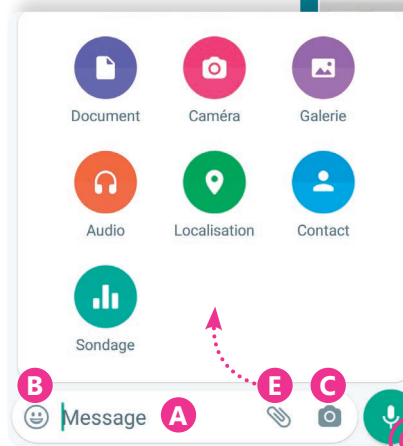 Document Caméra Galerie
Audio Localisation Contact
Sondage
B E C
Message A